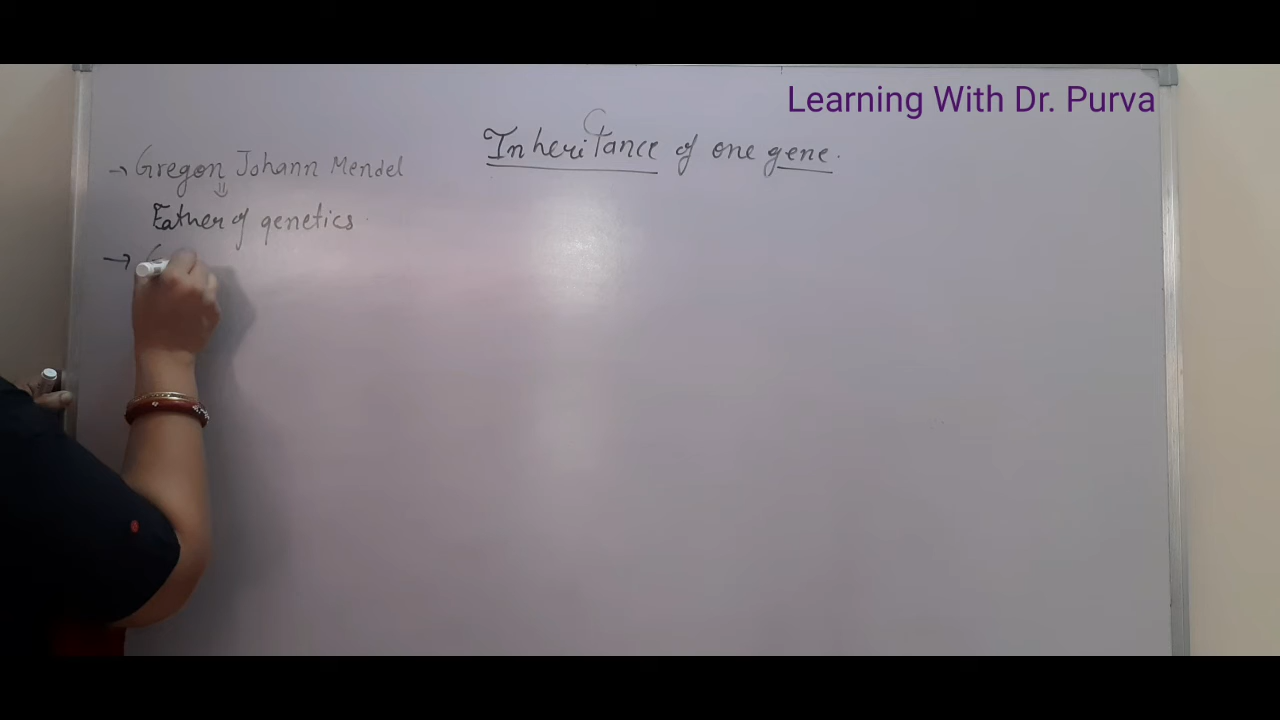 Learning With Dr. Purva
Inheritance of one gene.
→ Gregon Johann Mendel
⇓
Father of genetics.
→